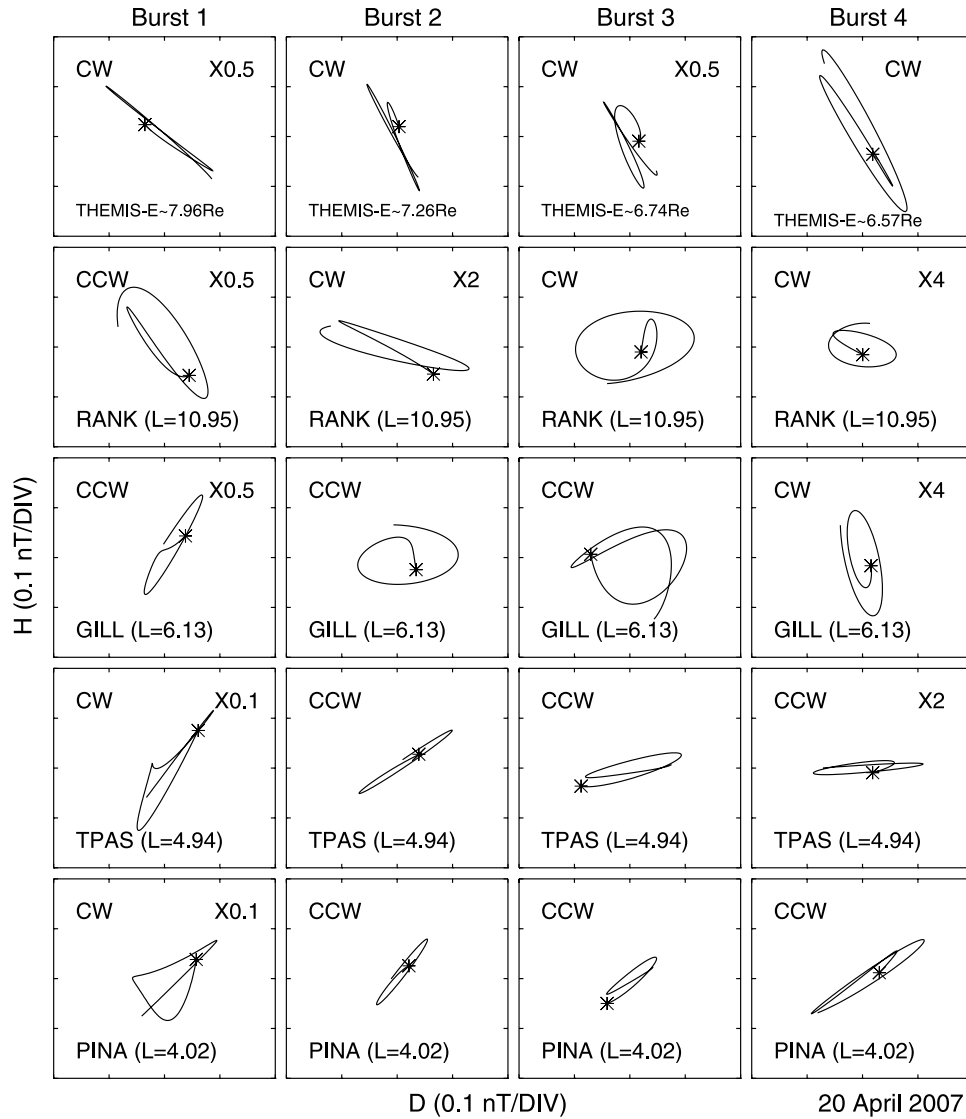 Burst 1 Burst 2 Burst 3 Burst 4
CW X0.5 CW CW X0.5 CW
THEMIS-E~7.96Re THEMIS-E~7.26Re THEMIS-E~6.74Re THEMIS-E~6.57Re
CCW X0.5 CW X2 CW CW X4
RANK (L=10.95) RANK (L=10.95) RANK (L=10.95) RANK (L=10.95)
CCW X0.5 CCW CCW CW X4
GILL (L=6.13) GILL (L=6.13) GILL (L=6.13) GILL (L=6.13)
H (0.1 nT/DIV)
CW X0.1 CCW CCW CCW X2
TPAS (L=4.94) TPAS (L=4.94) TPAS (L=4.94) TPAS (L=4.94)
CW X0.1 CCW CCW CCW
PINA (L=4.02) PINA (L=4.02) PINA (L=4.02) PINA (L=4.02)
D (0.1 nT/DIV) 20 April 2007